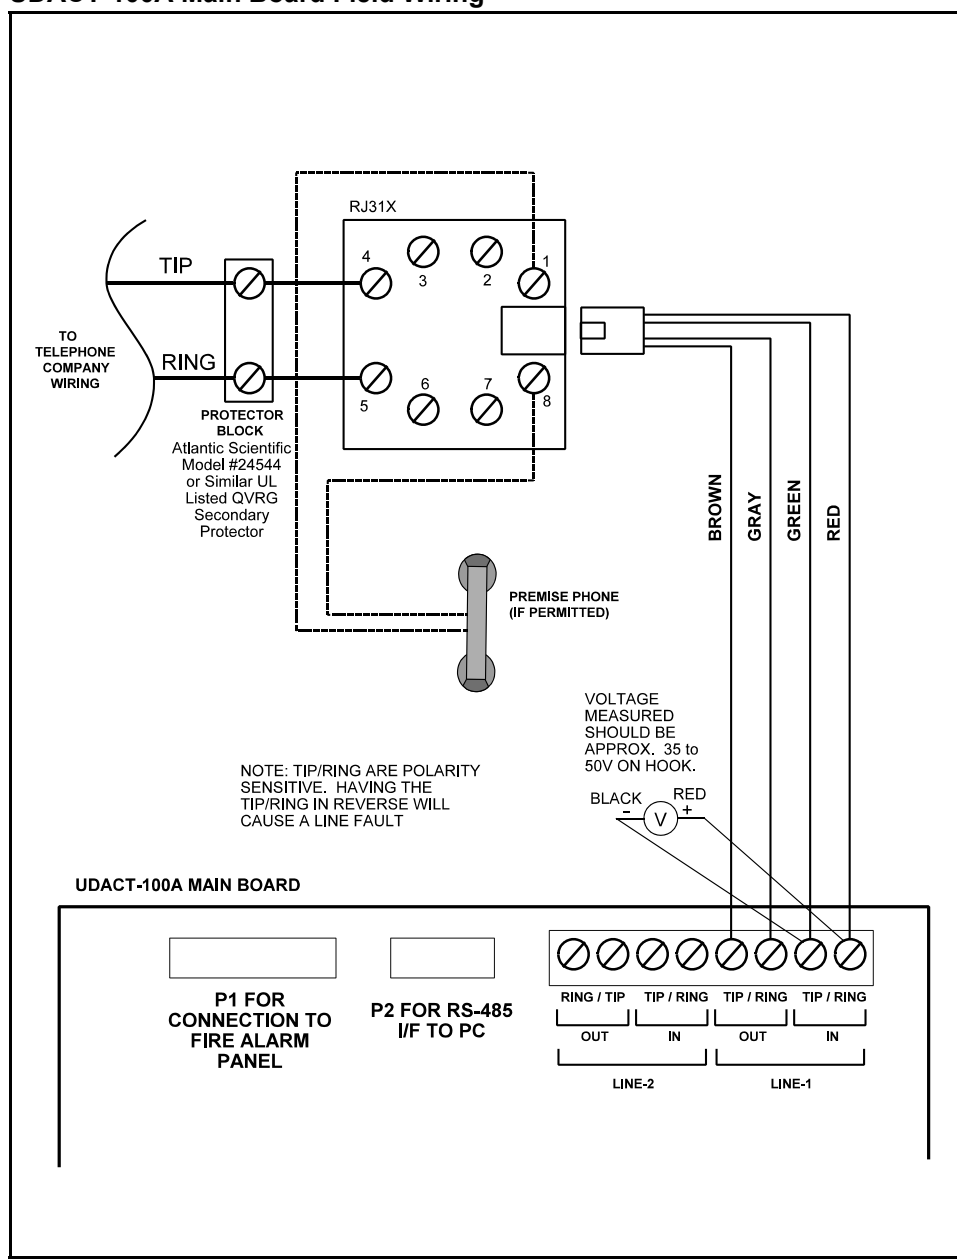 UDACT-100A Main Board Field Wiring
RJ31X
4
3
2
1
TIP
TO
TELEPHONE
COMPANY
WIRING
RING
5
6
7
8
PROTECTOR
BLOCK
Atlantic Scientific
Model #24544
or Similar UL
Listed QVRG
Secondary
Protector
BROWN
GRAY
GREEN
RED
PREMISE PHONE
(IF PERMITTED)
VOLTAGE
MEASURED
SHOULD BE
APPROX. 35 to
50V ON HOOK.
NOTE: TIP/RING ARE POLARITY
SENSITIVE. HAVING THE
TIP/RING IN REVERSE WILL
CAUSE A LINE FAULT
BLACK
-
V
RED
+
UDACT-100A MAIN BOARD
P1 FOR
CONNECTION TO
FIRE ALARM
PANEL
P2 FOR RS-485
I/F TO PC
RING / TIP TIP / RING TIP / RING TIP / RING
OUT IN OUT IN
LINE-2 LINE-1